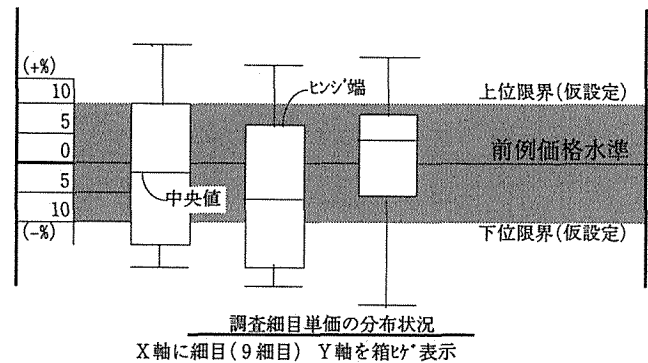 (+%)
10
5
0
5
10
(-%)
ﾋﾝｼﾞ端
中央値
上位限界(仮設定)
前例価格水準
下位限界(仮設定)
調査細目単価の分布状況
X軸に細目(9細目) Y軸を箱ﾋｹﾞ表示